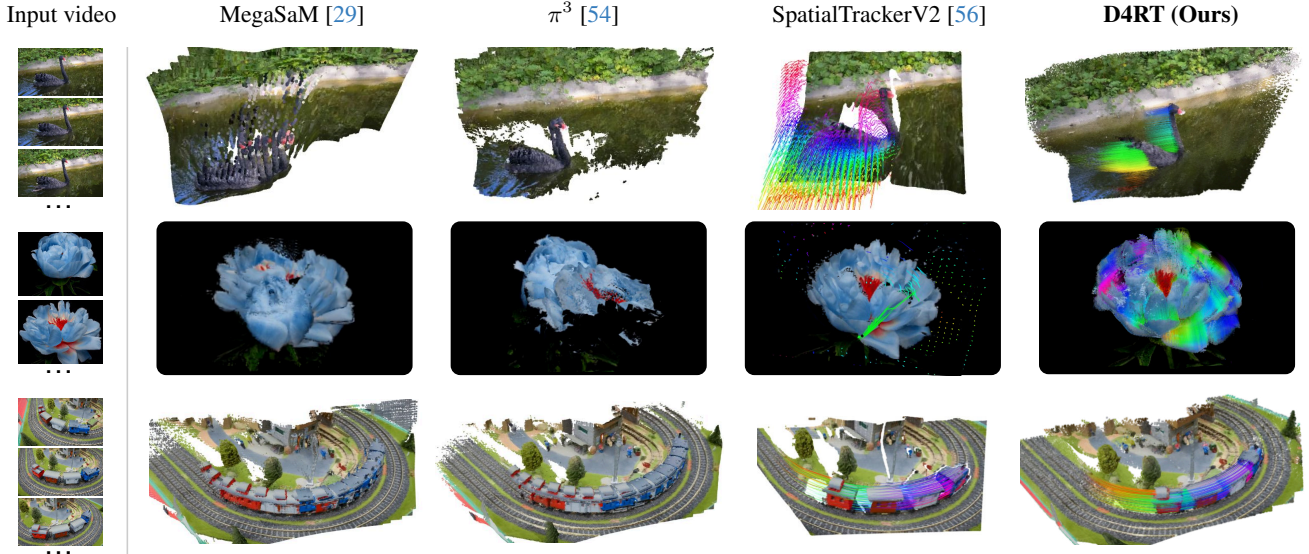 Input video MegaSaM [29] π³ [54] SpatialTrackerV2 [56] D4RT (Ours)
...
...
...